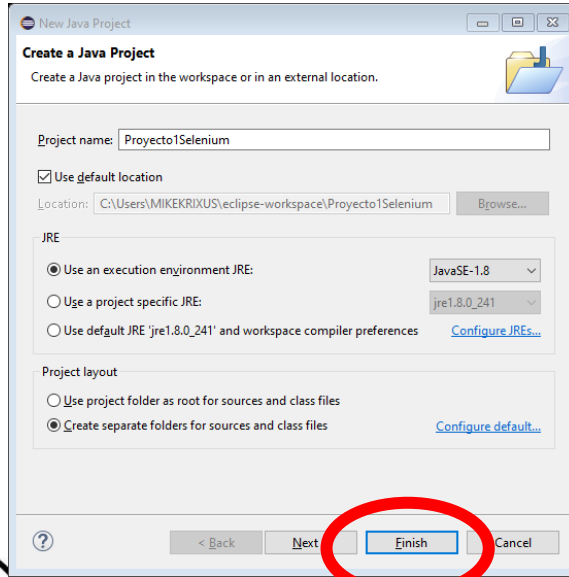 New Java Project
Create a Java Project
Create a Java project in the workspace or in an external location.
Project name: Proyecto1Selenium
Use default location
Location: C:\Users\MIKEKRIXUS\eclipse-workspace\Proyecto1Selenium Browse...
JRE
Use an execution environment JRE: JavaSE-1.8
Use a project specific JRE: jre1.8.0_241
Use default JRE 'jre1.8.0_241' and workspace compiler preferences Configure JREs...
Project layout
Use project folder as root for sources and class files
Create separate folders for sources and class files Configure default...
? < Back Next Finish Cancel